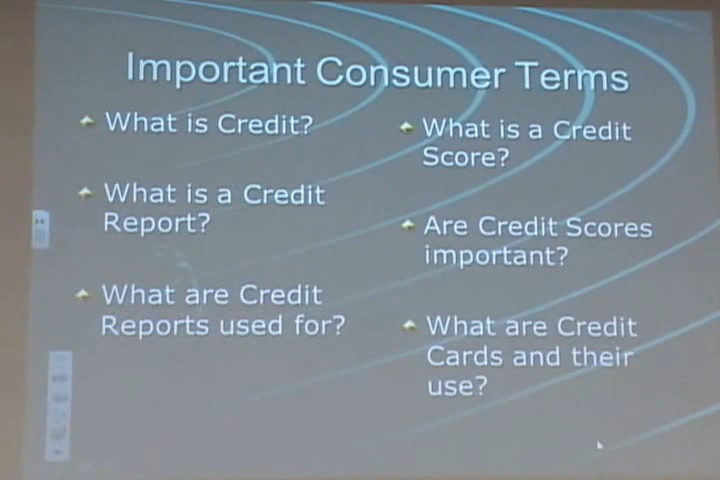 Important Consumer Terms
What is Credit?
What is a Credit
Report?
What are Credit
Reports used for?
What is a Credit
Score?
Are Credit Scores
important?
What are Credit
Cards and their
use?